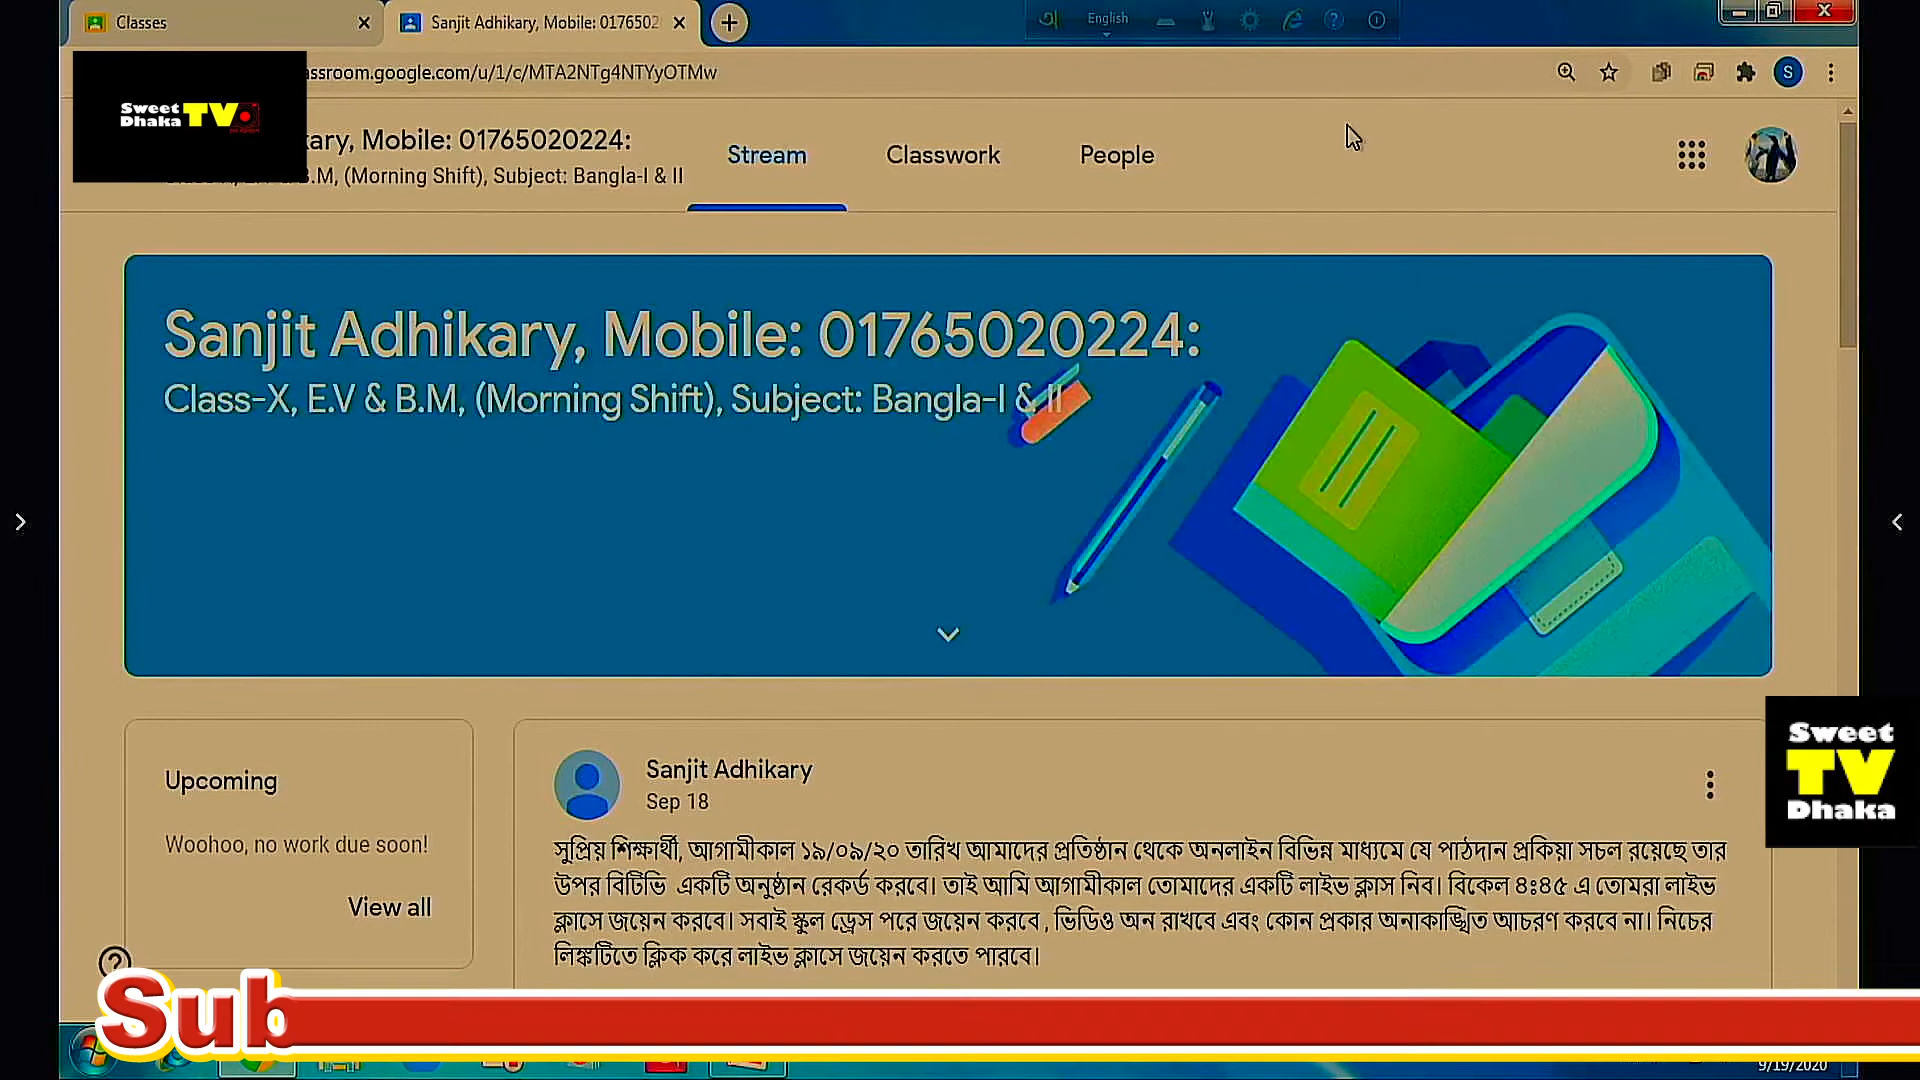 Classes
Sanjit Adhikary, Mobile: 0176502
English
assroom.google.com/u/1/c/MTA2NTg4NTYyOTMw
S
Sweet
Dhaka TV
kary, Mobile: 01765020224:
B.M, (Morning Shift), Subject: Bangla-I & II
Stream
Classwork
People
Sanjit Adhikary, Mobile: 01765020224:
Class-X, E.V & B.M, (Morning Shift), Subject: Bangla-I & II
Upcoming
Woohoo, no work due soon!
View all
Sanjit Adhikary
Sep 18
সুপ্রিয় শিক্ষার্থী, আগামীকাল ১৯/০৯/২০ তারিখ আমাদের প্রতিষ্ঠান থেকে অনলাইন বিভিন্ন মাধ্যমে যে পাঠদান প্রকিয়া সচল রয়েছে তার
উপর বিটিভি একটি অনুষ্ঠান রেকর্ড করবে। তাই আমি আগামীকাল তোমাদের একটি লাইভ ক্লাস নিব। বিকেল ৪ঃ৪৫ এ তোমরা লাইভ
ক্লাসে জয়েন করবে। সবাই স্কুল ড্রেস পরে জয়েন করবে , ভিডিও অন রাখবে এবং কোন প্রকার অনাকাঙ্খিত আচরণ করবে না। নিচের
লিঙ্কটিতে ক্লিক করে লাইভ ক্লাসে জয়েন করতে পারবে।
Sweet
TV
Dhaka
Sub
9/19/2020